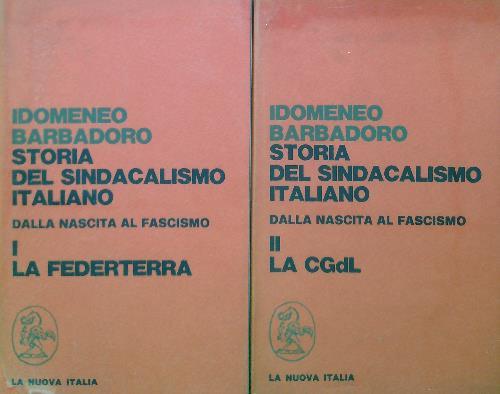 IDOMENEO
BARBADORO
STORIA
DEL SINDACALISMO
ITALIANO
DALLA NASCITA AL FASCISMO
I
LA FEDERTERRA
LA NUOVA ITALIA
IDOMENEO
BARBADORO
STORIA
DEL SINDACALISMO
ITALIANO
DALLA NASCITA AL FASCISMO
II
LA CGdL
LA NUOVA ITALIA